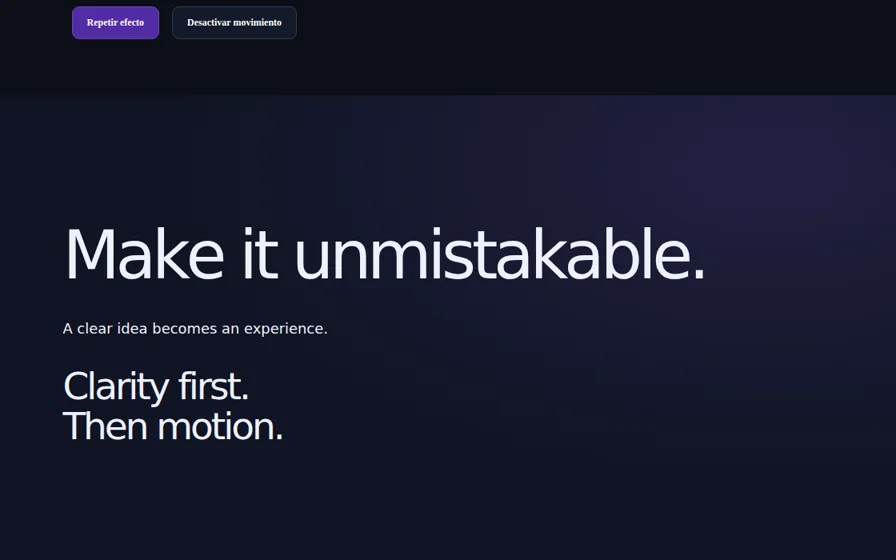 Repetir efecto
Desactivar movimiento
Make it unmistakable.
A clear idea becomes an experience.
Clarity first.
Then motion.